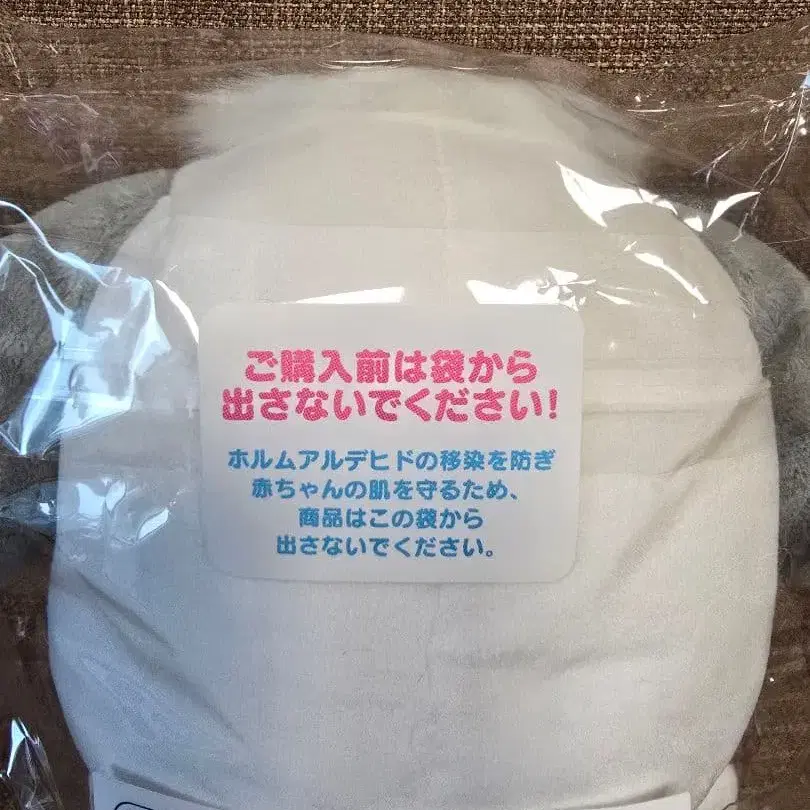 ご購入前は袋から
出さないでください!
ホルムアルデヒドの移染を防ぎ
赤ちゃんの肌を守るため、
商品はこの袋から
出さないでください。